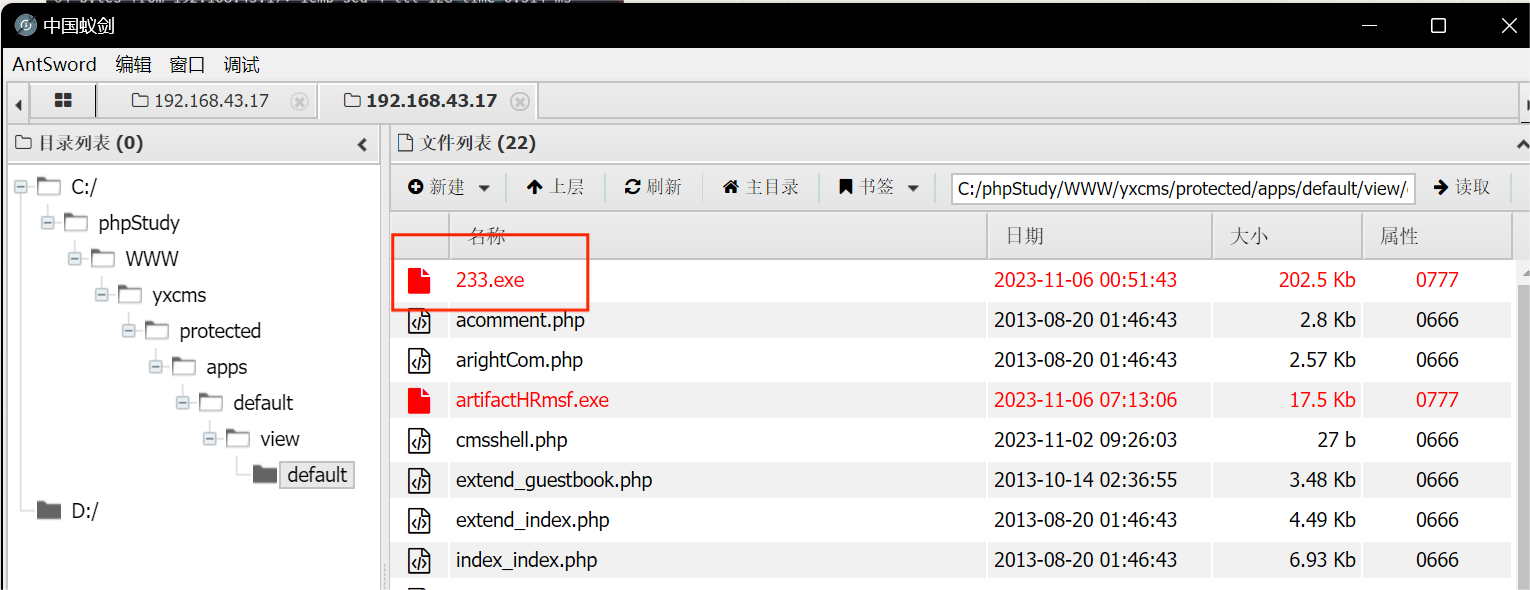 中国蚁剑
AntSword 编辑 窗口 调试
192.168.43.17 192.168.43.17
目录列表 (0)
C:/
phpStudy
WWW
yxcms
protected
apps
default
view
default
D:/
文件列表 (22)
新建 上层 刷新 主目录 书签 C:/phpStudy/WWW/yxcms/protected/apps/default/view/ 读取
名称 日期 大小 属性
233.exe 2023-11-06 00:51:43 202.5 Kb 0777
acomment.php 2013-08-20 01:46:43 2.8 Kb 0666
arightCom.php 2013-08-20 01:46:43 2.57 Kb 0666
artifactHRmsf.exe 2023-11-06 07:13:06 17.5 Kb 0777
cmsshell.php 2023-11-02 09:26:03 27 b 0666
extend_guestbook.php 2013-10-14 02:36:55 3.48 Kb 0666
extend_index.php 2013-08-20 01:46:43 4.49 Kb 0666
index_index.php 2013-08-20 01:46:43 6.93 Kb 0666